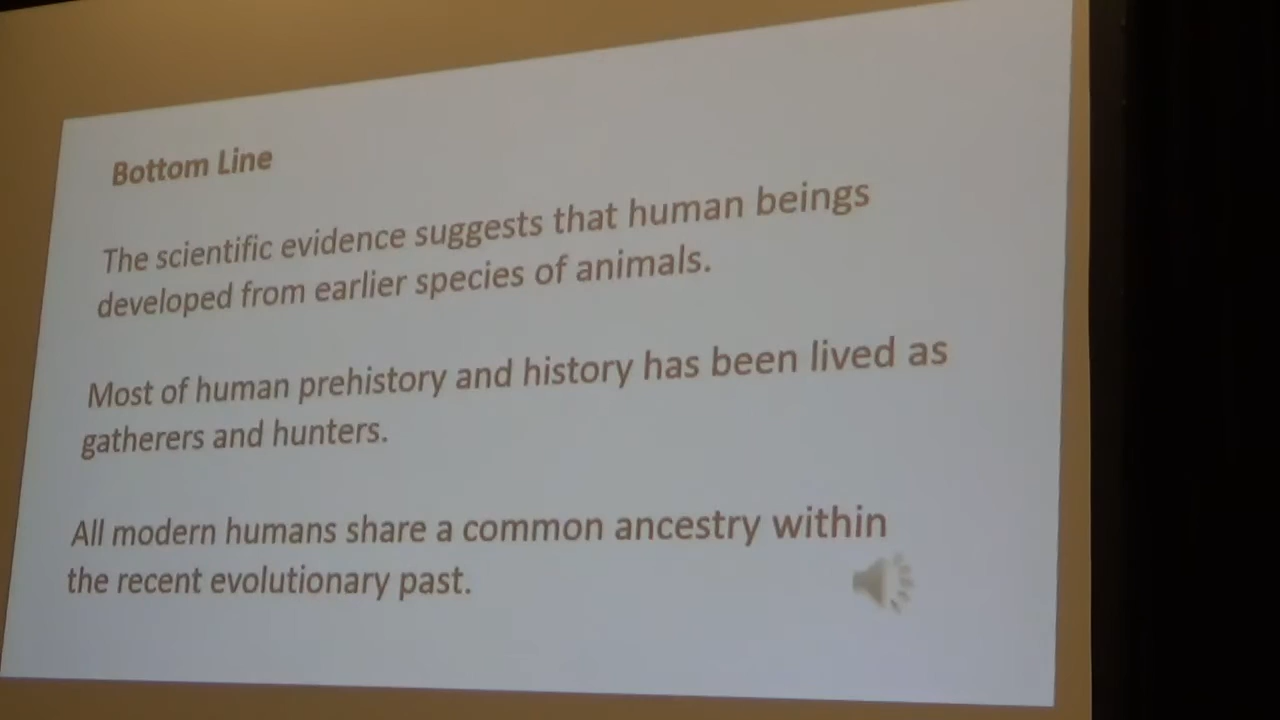 Bottom Line
The scientific evidence suggests that human beings
developed from earlier species of animals.
Most of human prehistory and history has been lived as
gatherers and hunters.
All modern humans share a common ancestry within
the recent evolutionary past.